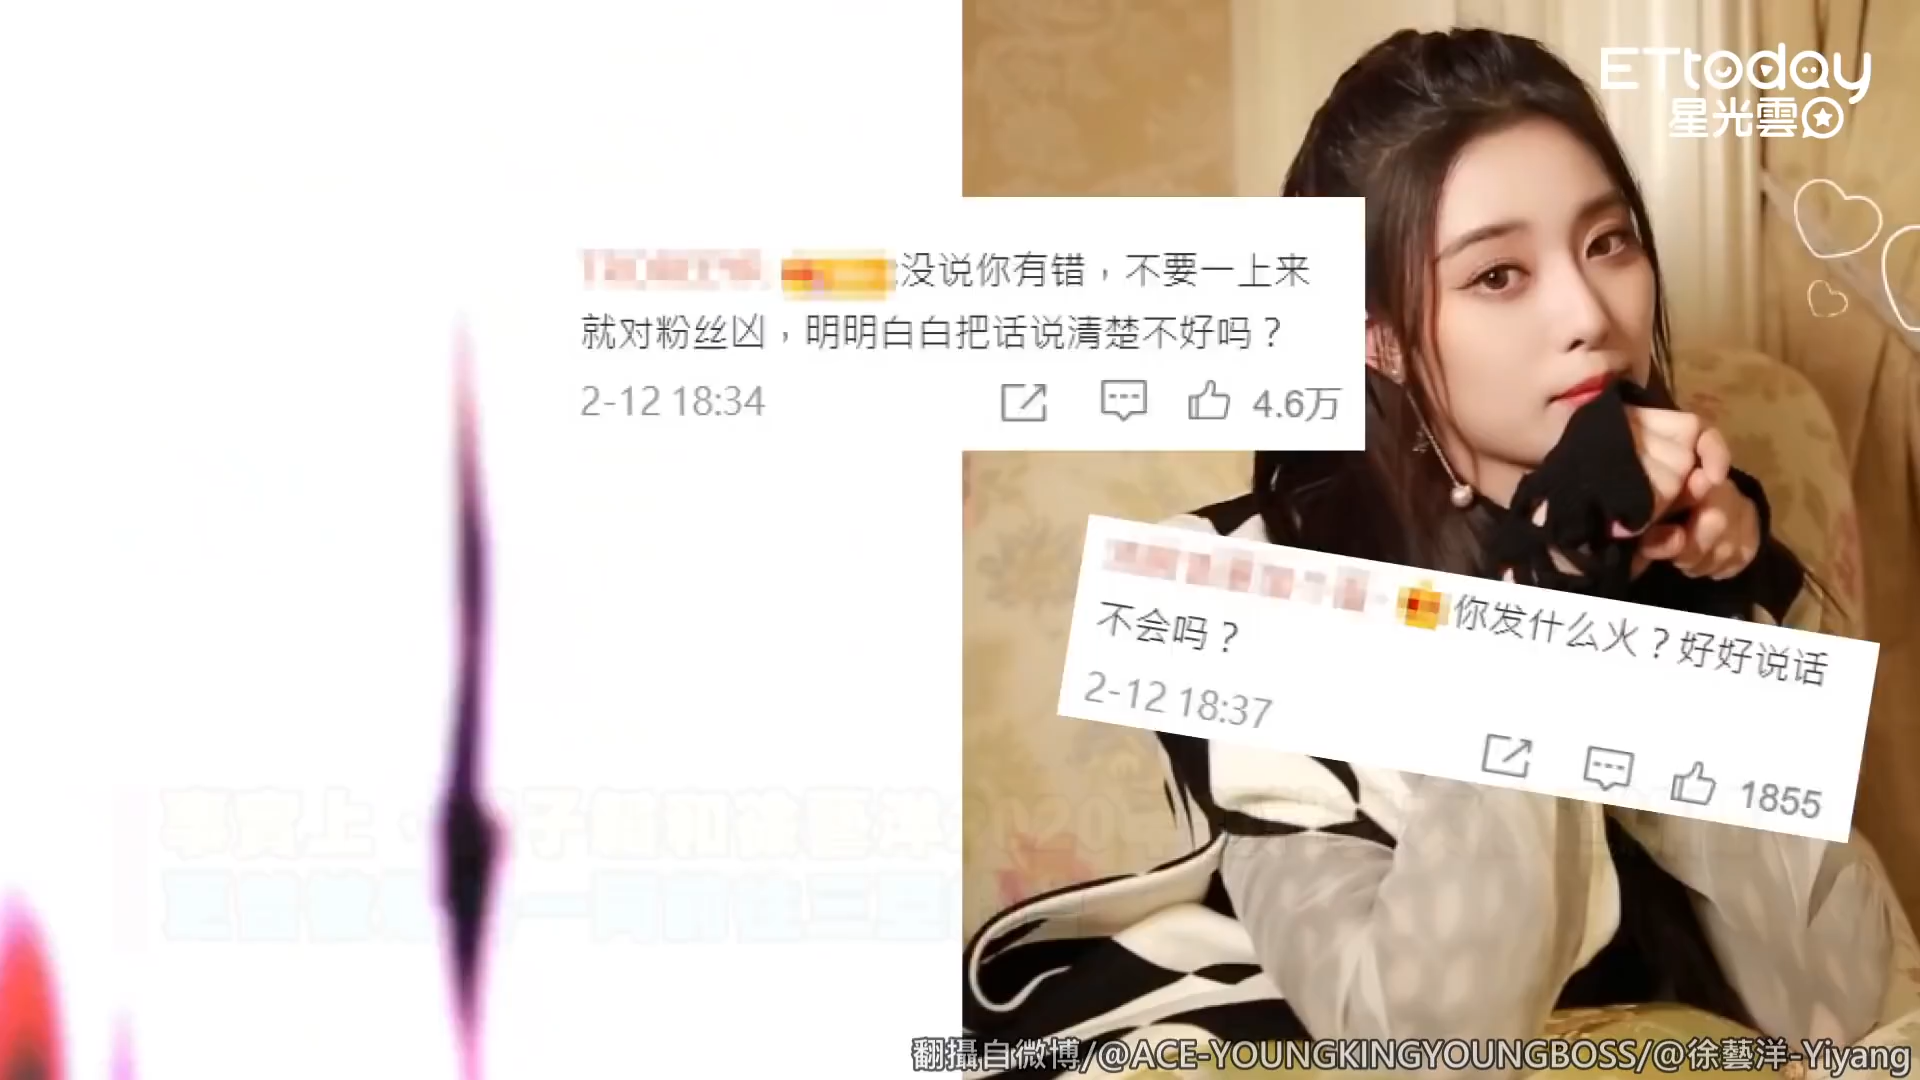 ETtoday
星光雲
没说你有错，不要一上来
就对粉丝凶，明明白白把话说清楚不好吗？
2-12 18:34
4.6万
你发什么火？好好说话
不会吗？
2-12 18:37
1855
翻攝自微博/@ACE-YOUNGKINGYOUNGBOSS/@徐藝洋-Yiyang